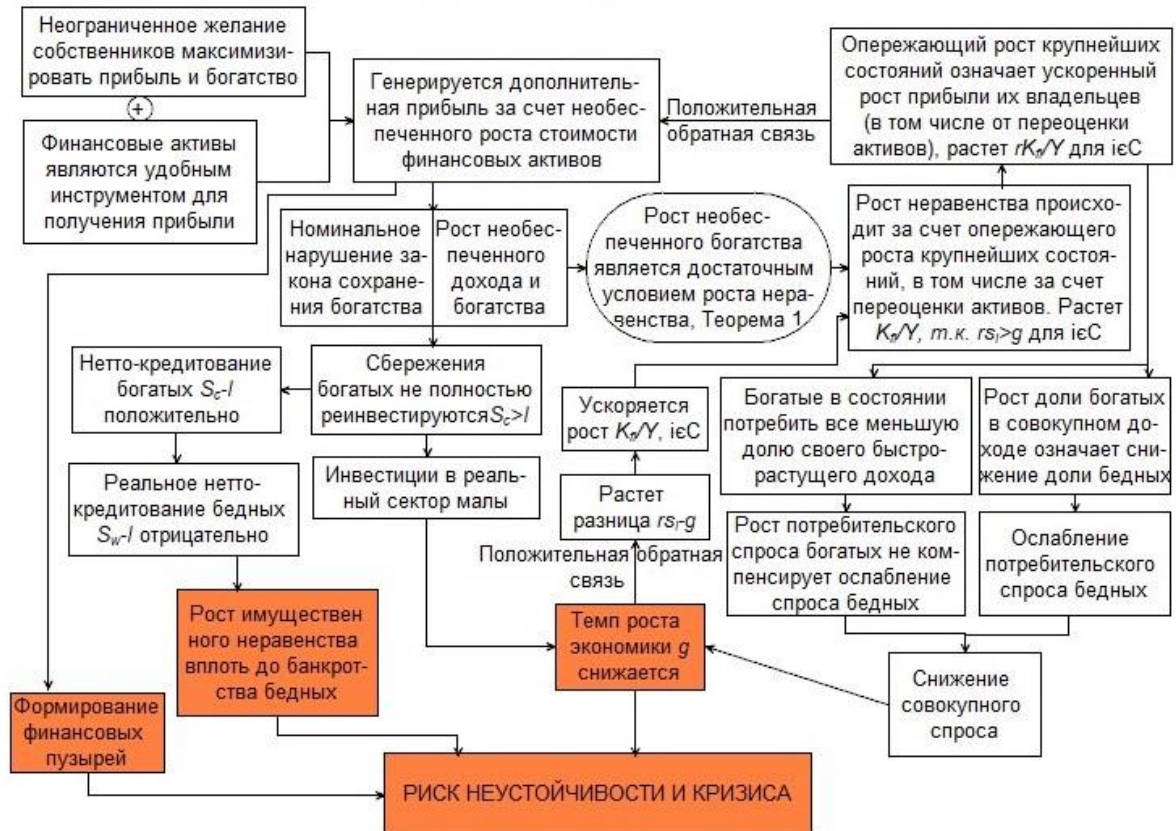 Неограниченное желание
собственников максимизи-
ровать прибыль и богатство
+
Финансовые активы
являются удобным
инструментом для
получения прибыли
Генерируется дополнитель-
ная прибыль за счет необес-
печенного роста стоимости
финансовых активов
Положительная
обратная связь
Опережающий рост крупнейших
состояний означает ускоренный
рост прибыли их владельцев
(в том числе от переоценки
активов), растет rKfi/Y для iєC
Номинальное
нарушение за-
кона сохране-
ния богатства
Рост необес-
печенного
дохода и
богатства
Рост необес-
печенного богатства
является достаточным
условием роста нера-
венства, Теорема 1
Рост неравенства происхо-
дит за счет опережающего
роста крупнейших состоя-
ний, в том числе за счет
переоценки активов. Растет
Kfi/Y, т.к. rsi>g для iєC
Нетто-кредитование
богатых Sc-I
положительно
Сбережения
богатых не полностью
реинвестируются Sc>I
Ускоряется
рост Kfi/Y, iєC
Богатые в состоянии
потребить все меньшую
долю своего быстро-
растущего дохода
Рост доли богатых
в совокупном до-
ходе означает сни-
жение доли бедных
Реальное нетто-
кредитование бедных
Sw-I отрицательно
Инвестиции в реаль-
ный сектор малы
Растет
разница rsi-g
Положительная обратная
связь
Рост потребительского
спроса богатых не ком-
пенсирует ослабление
спроса бедных
Ослабление
потребительского
спроса бедных
Рост имуществен
ного неравенства
вплоть до банкрот-
ства бедных
Темп роста
экономики g
снижается
Снижение
совокупного
спроса
Формирование
финансовых
пузырей
РИСК НЕУСТОЙЧИВОСТИ И КРИЗИСА